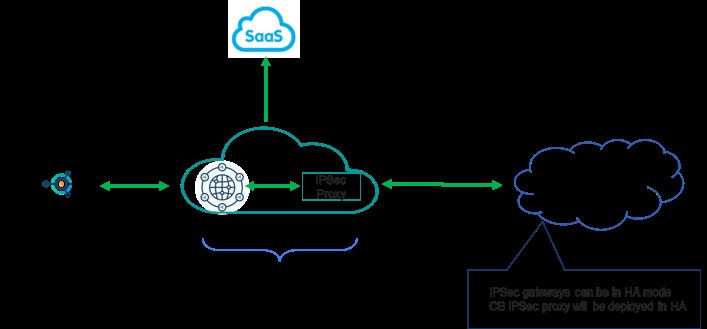 SaaS
IPSec
Proxy
IPSec gateways can be in HA mode
CB IPSec proxy will be deployed in HA